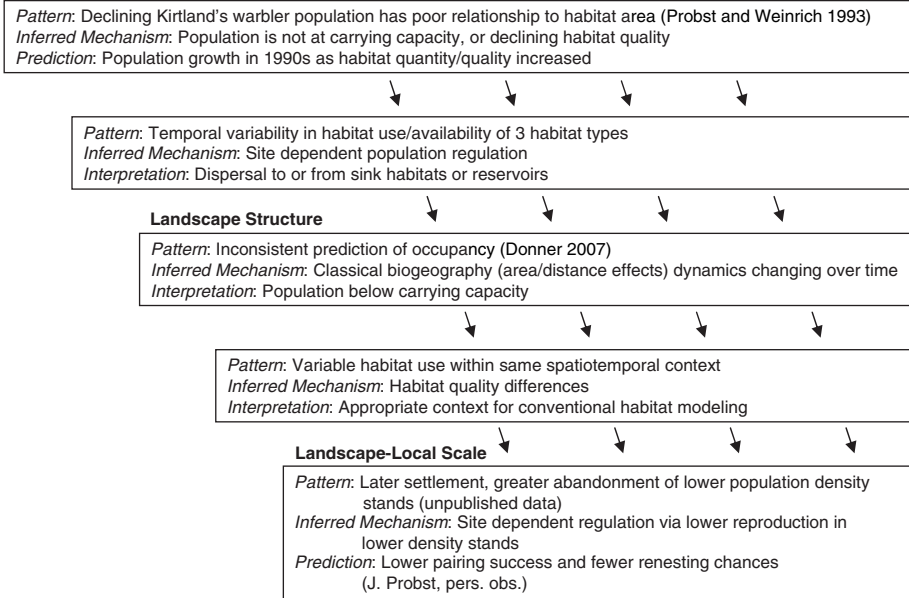 Pattern: Declining Kirtland's warbler population has poor relationship to habitat area (Probst and Weinrich 1993)
Inferred Mechanism: Population is not at carrying capacity, or declining habitat quality
Prediction: Population growth in 1990s as habitat quantity/quality increased
Pattern: Temporal variability in habitat use/availability of 3 habitat types
Inferred Mechanism: Site dependent population regulation
Interpretation: Dispersal to or from sink habitats or reservoirs
Landscape Structure
Pattern: Inconsistent prediction of occupancy (Donner 2007)
Inferred Mechanism: Classical biogeography (area/distance effects) dynamics changing over time
Interpretation: Population below carrying capacity
Pattern: Variable habitat use within same spatiotemporal context
Inferred Mechanism: Habitat quality differences
Interpretation: Appropriate context for conventional habitat modeling
Landscape-Local Scale
Pattern: Later settlement, greater abandonment of lower population density
stands (unpublished data)
Inferred Mechanism: Site dependent regulation via lower reproduction in
lower density stands
Prediction: Lower pairing success and fewer renesting chances
(J. Probst, pers. obs.)